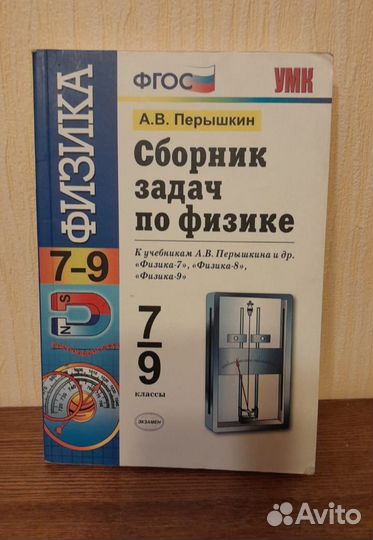 ФГОС
УМК
А.В. Перышкин
Сборник
задач
по физике
К учебникам А.В. Перышкина и др.
«Физика-7», «Физика-8»,
«Физика-9»
7
9
классы
ЭКЗАМЕН
ФИЗИКА
7-9
N S
Avito